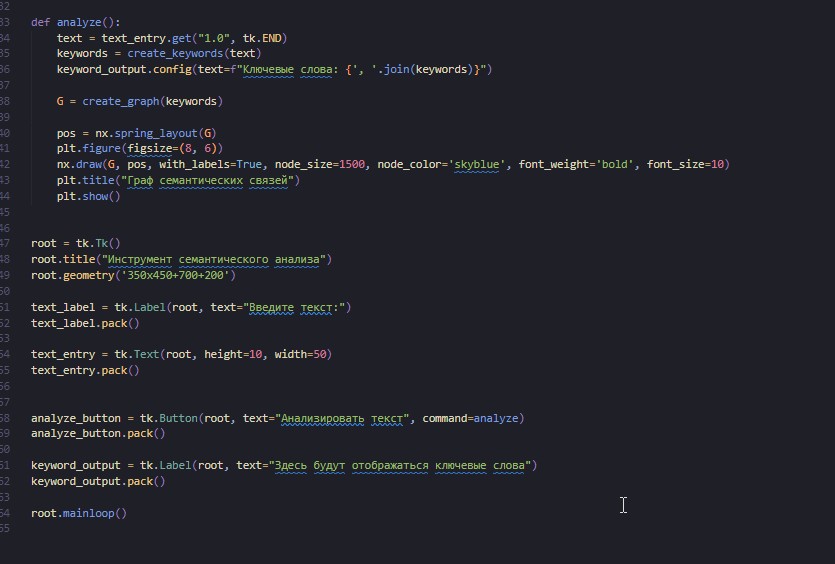 32
33 def analyze():
34     text = text_entry.get("1.0", tk.END)
35     keywords = create_keywords(text)
36     keyword_output.config(text=f"Ключевые слова: {', '.join(keywords)}")
37
38     G = create_graph(keywords)
39
40     pos = nx.spring_layout(G)
41     plt.figure(figsize=(8, 6))
42     nx.draw(G, pos, with_labels=True, node_size=1500, node_color='skyblue', font_weight='bold', font_size=10)
43     plt.title("Граф семантических связей")
44     plt.show()
45
46
47 root = tk.Tk()
48 root.title("Инструмент семантического анализа")
49 root.geometry('350x450+700+200')
50
51 text_label = tk.Label(root, text="Введите текст:")
52 text_label.pack()
53
54 text_entry = tk.Text(root, height=10, width=50)
55 text_entry.pack()
56
57
58 analyze_button = tk.Button(root, text="Анализировать текст", command=analyze)
59 analyze_button.pack()
60
61 keyword_output = tk.Label(root, text="Здесь будут отображаться ключевые слова")
62 keyword_output.pack()
63
64 root.mainloop()
65